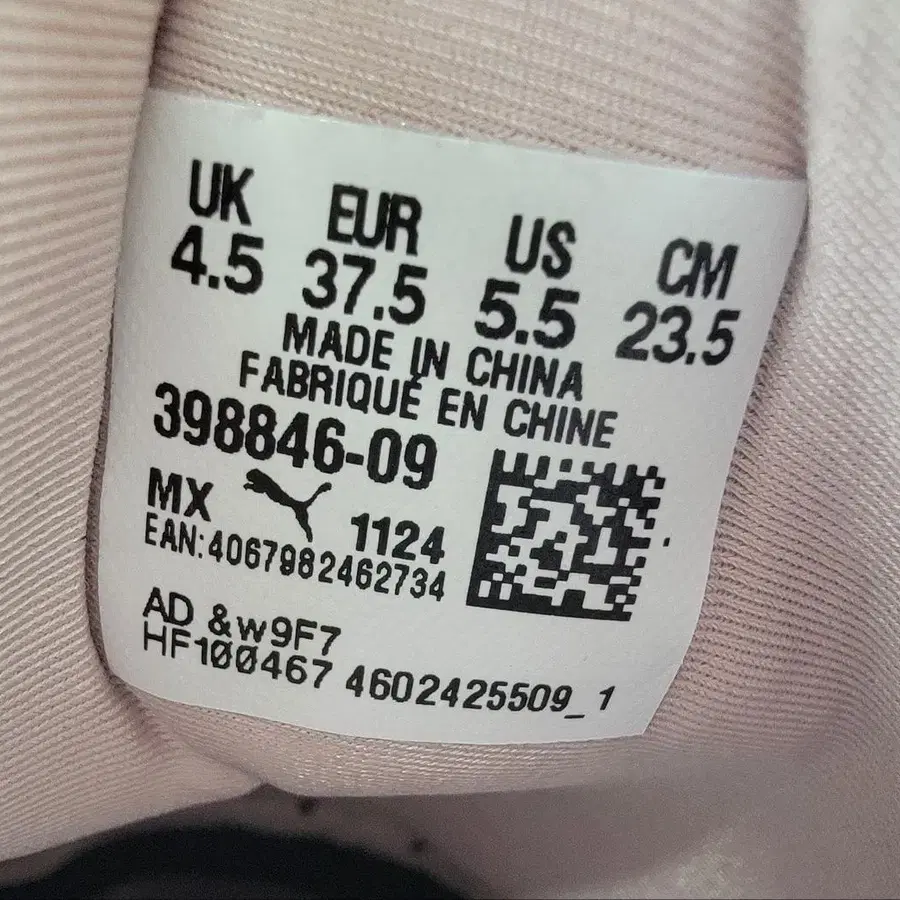 UK EUR US CM
4.5 37.5 5.5 23.5
MADE IN CHINA
FABRIQUÉ EN CHINE
398846-09
MX 1124
EAN:4067982462734
AD &w9F7
HF100467 4602425509_1